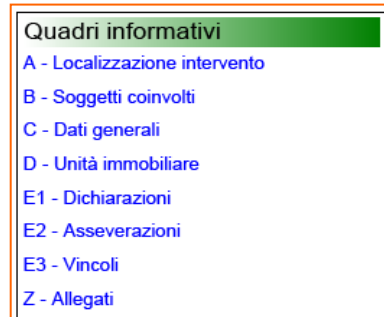 Quadri informativi
A - Localizzazione intervento
B - Soggetti coinvolti
C - Dati generali
D - Unità immobiliare
E1 - Dichiarazioni
E2 - Asseverazioni
E3 - Vincoli
Z - Allegati